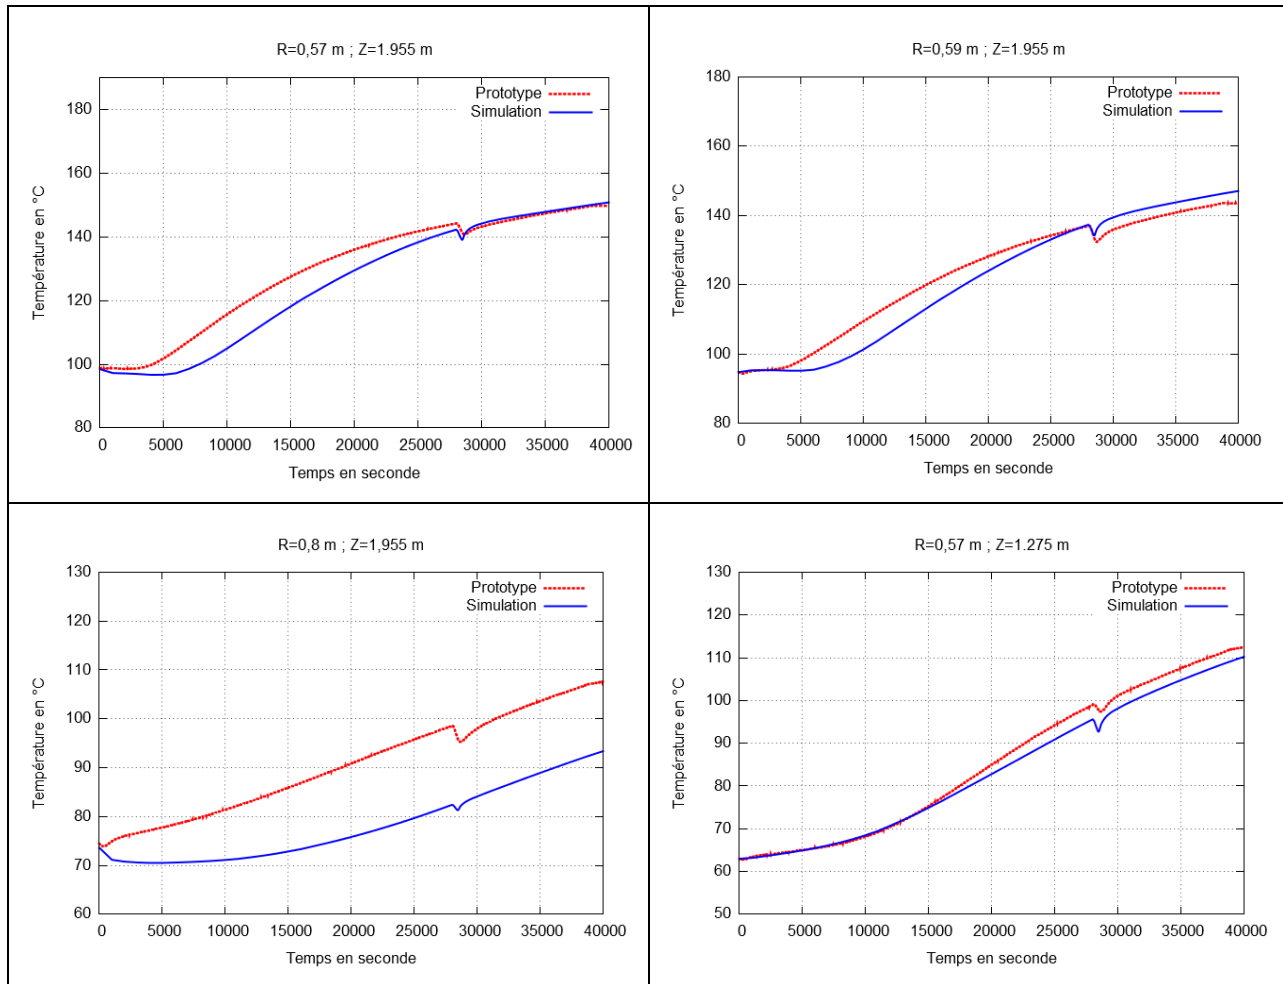 R=0,57 m ; Z=1.955 m
Prototype
Simulation
Température en °C
180
160
140
120
100
80
0 5000 10000 15000 20000 25000 30000 35000 40000
Temps en seconde
R=0,59 m ; Z=1.955 m
Prototype
Simulation
Température en °C
180
160
140
120
100
80
0 5000 10000 15000 20000 25000 30000 35000 40000
Temps en seconde
R=0,8 m ; Z=1,955 m
Prototype
Simulation
Température en °C
130
120
110
100
90
80
70
60
0 5000 10000 15000 20000 25000 30000 35000 40000
Temps en seconde
R=0,57 m ; Z=1.275 m
Prototype
Simulation
Température en °C
130
120
110
100
90
80
70
60
50
0 5000 10000 15000 20000 25000 30000 35000 40000
Temps en seconde